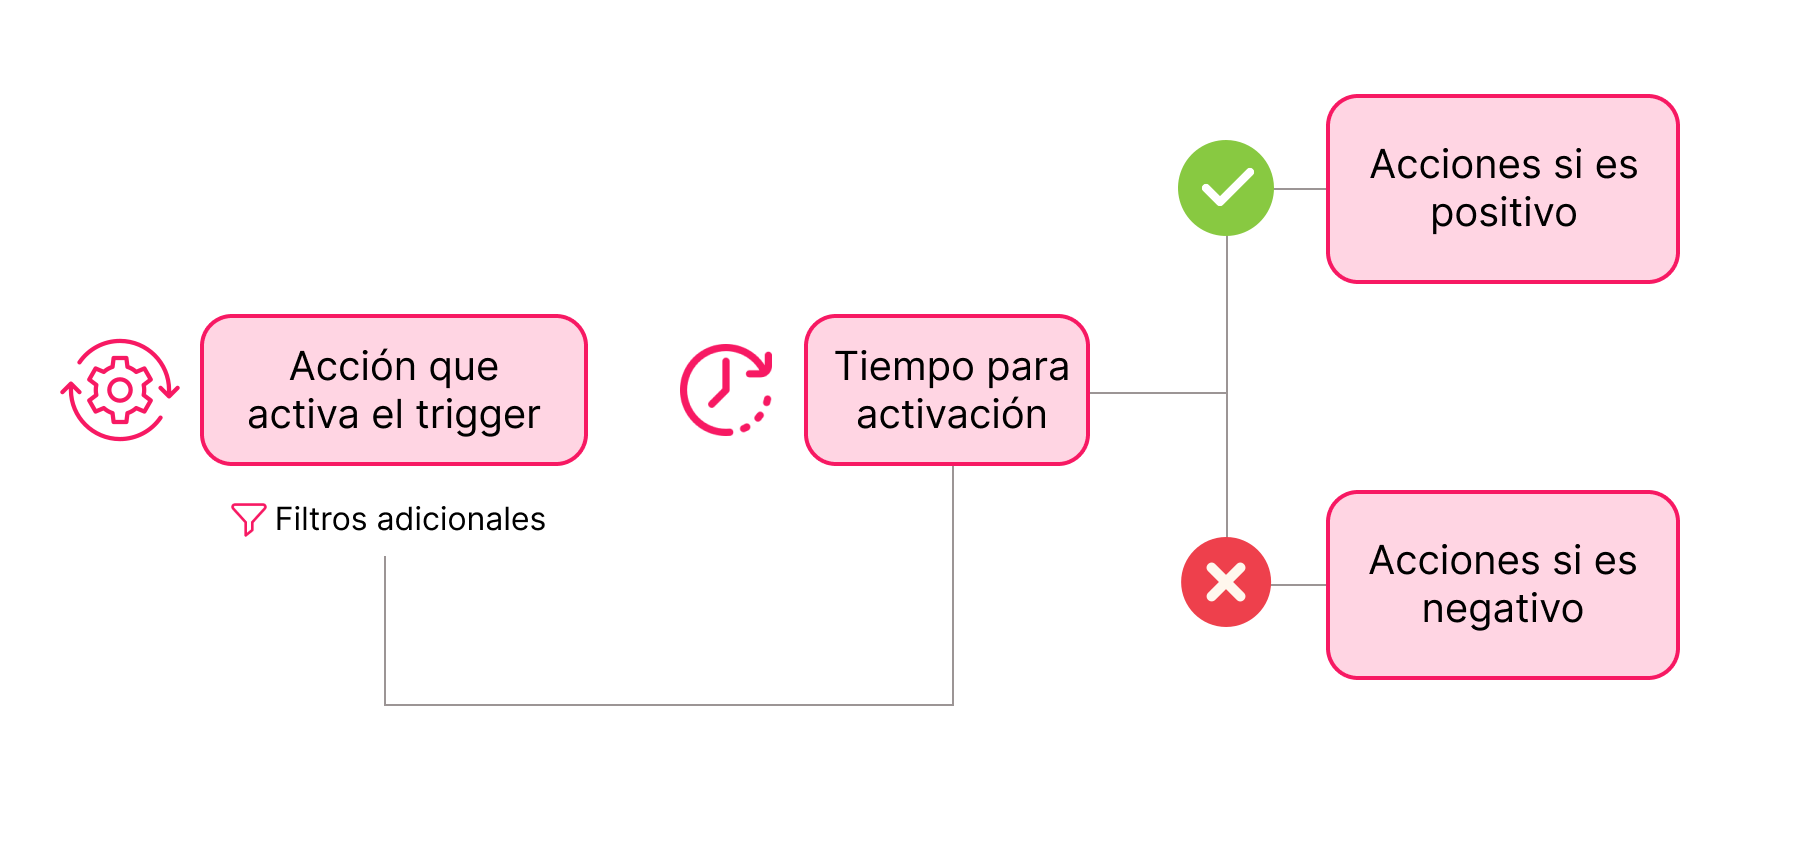 Acción que
activa el trigger
Filtros adicionales
Tiempo para
activación
Acciones si es
positivo
Acciones si es
negativo